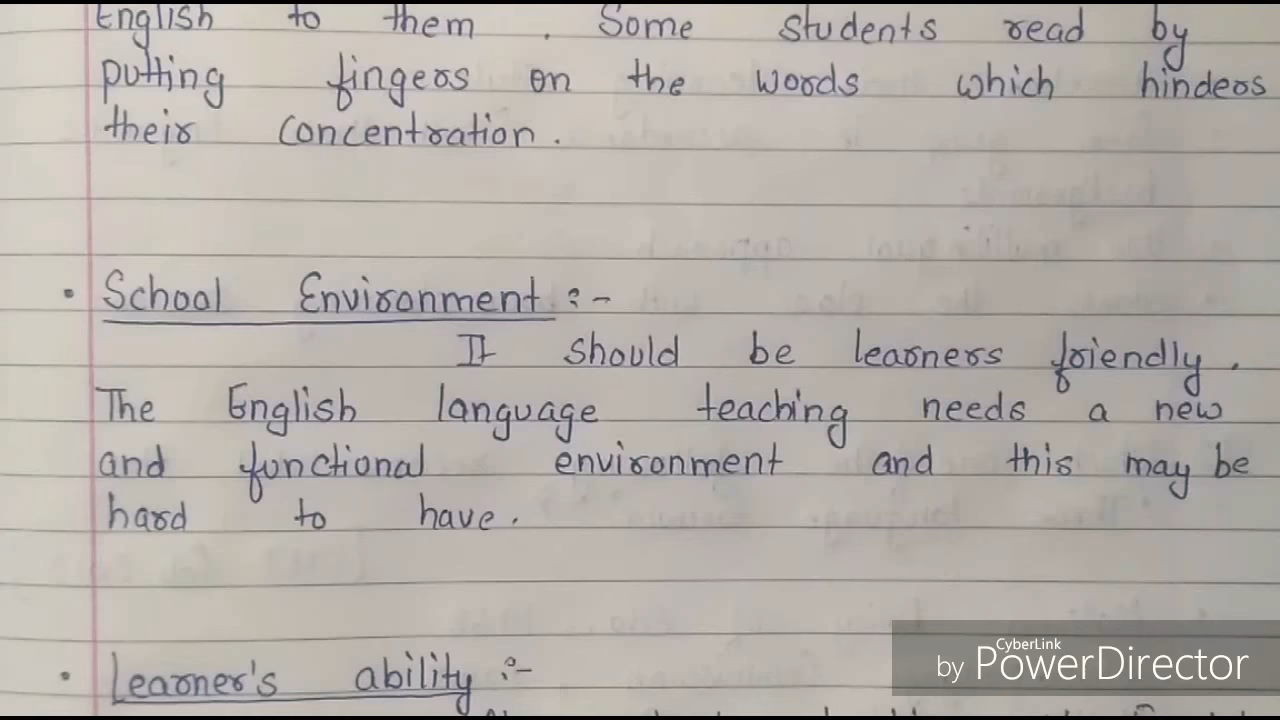 English to them . Some students read by
putting fingers on the words which hinders
their concentration.
• School Environment :-
It should be learners friendly.
The English language teaching needs a new
and functional environment and this may be
hard to have.
• Learner's ability :-
CyberLink
by PowerDirector